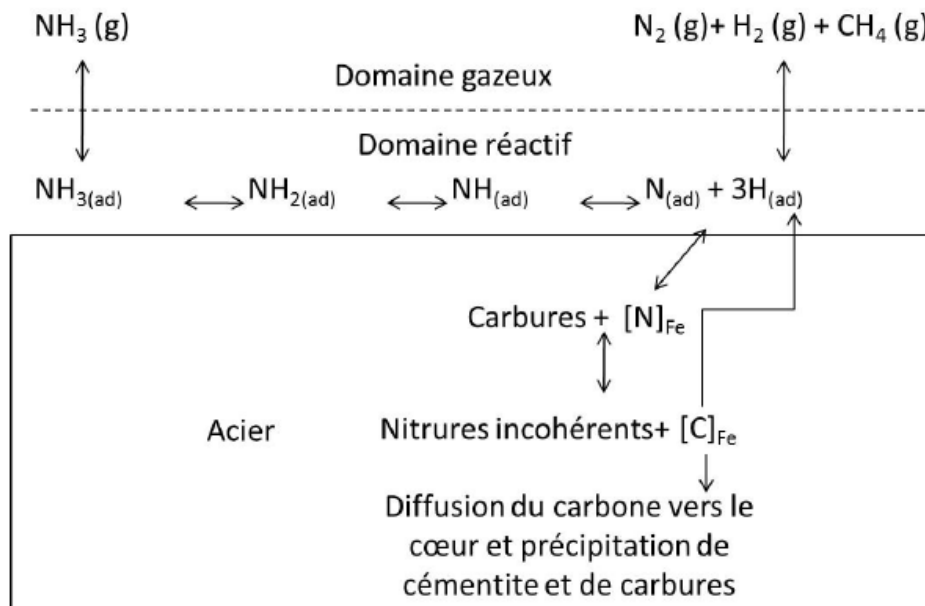 NH3 (g) N2 (g)+ H2 (g) + CH4 (g)
Domaine gazeux
Domaine réactif
NH3(ad) NH2(ad) NH(ad) N(ad) + 3H(ad)
Carbures + [N]Fe
Acier Nitrures incohérents+ [C]Fe
Diffusion du carbone vers le
cœur et précipitation de
cémentite et de carbures